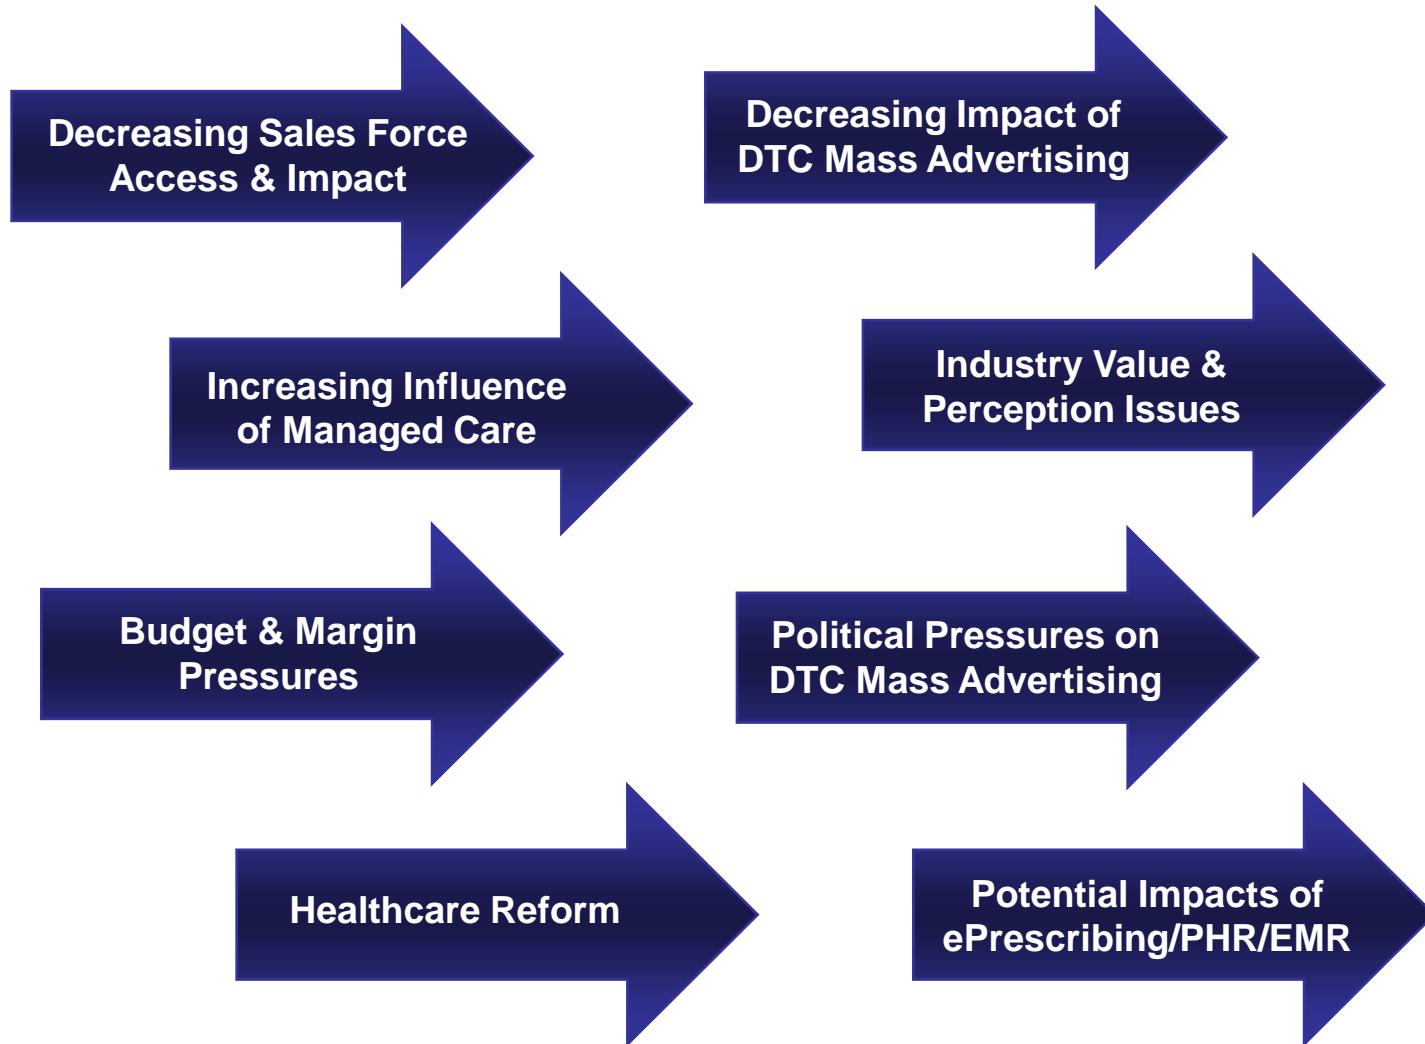 Decreasing Sales Force
Access & Impact
Decreasing Impact of
DTC Mass Advertising
Increasing Influence
of Managed Care
Industry Value &
Perception Issues
Budget & Margin
Pressures
Political Pressures on
DTC Mass Advertising
Healthcare Reform
Potential Impacts of
ePrescribing/PHR/EMR